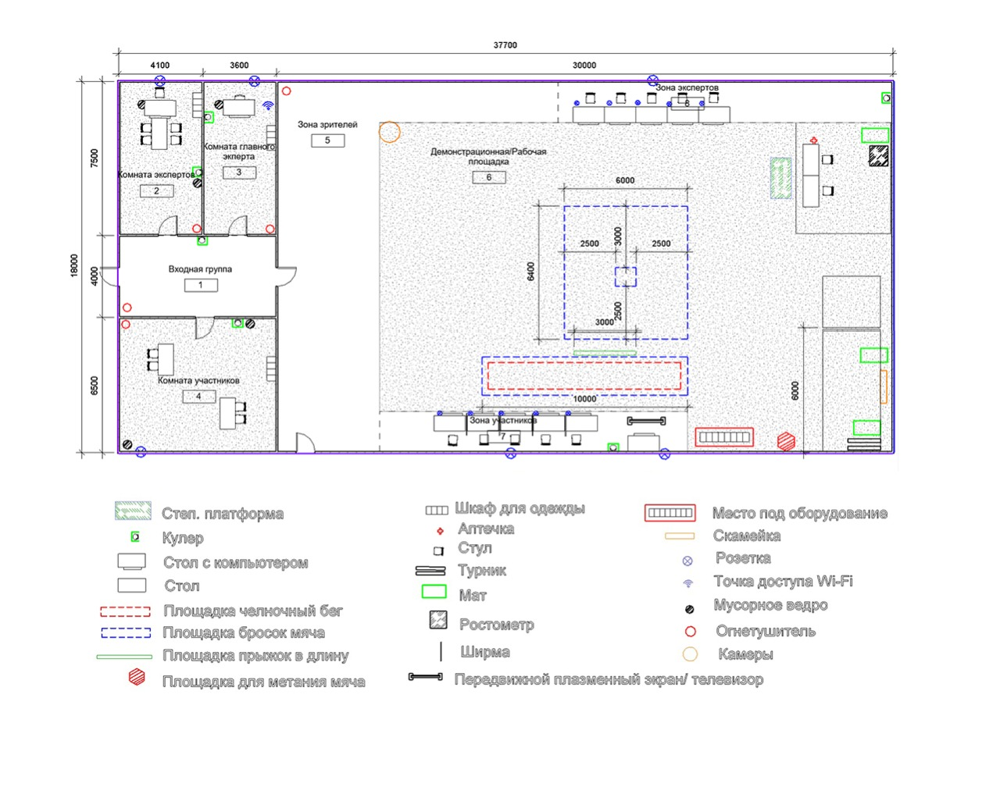 37700
4100
3600
30000
Зона экспертов
8
Зона зрителей
5
Демонстрационная/Рабочая
площадка
6
7500
Комната главного
экперта
3
Комната экспертов
2
6000
3000
2500
2500
6400
2500
3000
18000
4000
Входная группа
1
6500
Комната участников
4
10000
6000
Зона участников
7
Степ. платформа
Кулер
Стол с компьютером
Стол
Площадка челночный бег
Площадка бросок мяча
Площадка прыжок в длину
Площадка для метания мяча
Шкаф для одежды
Аптечка
Стул
Турник
Мат
Ростометр
Ширма
Передвижной плазменный экран/ телевизор
Место под оборудование
Скамейка
Розетка
Точка доступа Wi-Fi
Мусорное ведро
Огнетушитель
Камеры